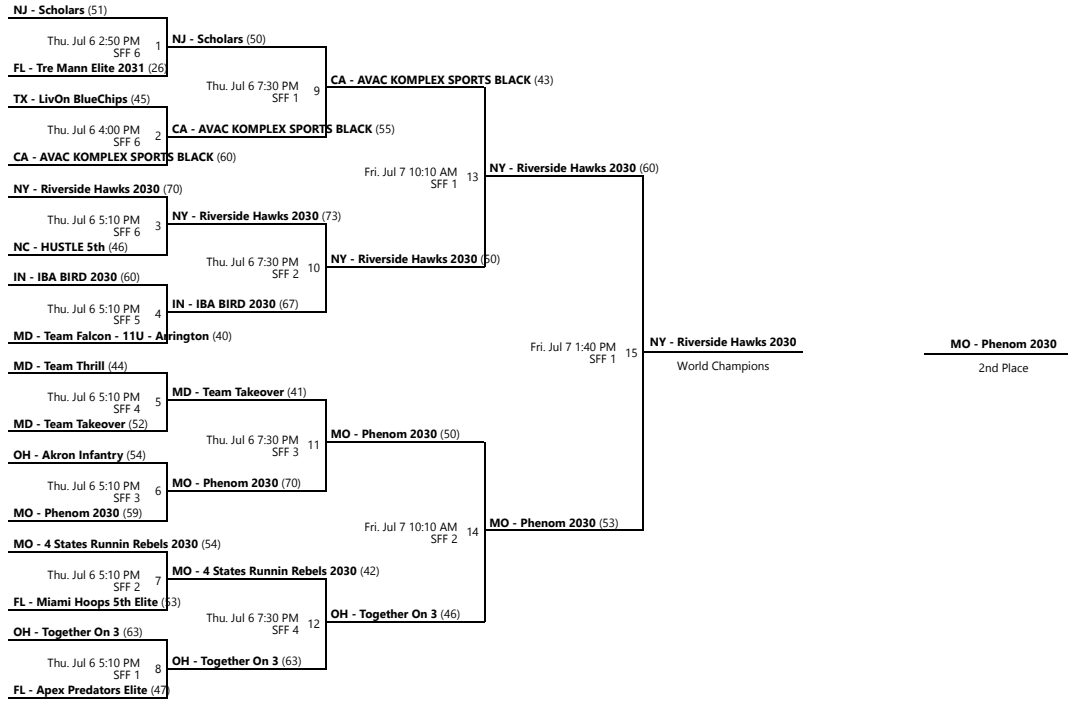 NJ - Scholars (51)
Thu. Jul 6 2:50 PM
SFF 6
1
FL - Tre Mann Elite 2031 (26)
NJ - Scholars (50)
TX - LivOn BlueChips (45)
Thu. Jul 6 4:00 PM
SFF 6
2
CA - AVAC KOMPLEX SPORTS BLACK (60)
Thu. Jul 6 7:30 PM
SFF 1
9
CA - AVAC KOMPLEX SPORTS BLACK (55)
CA - AVAC KOMPLEX SPORTS BLACK (43)
NY - Riverside Hawks 2030 (70)
Thu. Jul 6 5:10 PM
SFF 6
3
NC - HUSTLE 5th (46)
NY - Riverside Hawks 2030 (73)
IN - IBA BIRD 2030 (60)
Thu. Jul 6 5:10 PM
SFF 5
4
MD - Team Falcon - 11U - Arrington (40)
Thu. Jul 6 7:30 PM
SFF 2
10
IN - IBA BIRD 2030 (67)
Fri. Jul 7 10:10 AM
SFF 1
13
NY - Riverside Hawks 2030 (60)
NY - Riverside Hawks 2030 (60)
MD - Team Thrill (44)
Thu. Jul 6 5:10 PM
SFF 4
5
MD - Team Takeover (52)
MD - Team Takeover (41)
OH - Akron Infantry (54)
Thu. Jul 6 5:10 PM
SFF 3
6
MO - Phenom 2030 (59)
Thu. Jul 6 7:30 PM
SFF 3
11
MO - Phenom 2030 (70)
MO - Phenom 2030 (50)
MO - 4 States Runnin Rebels 2030 (54)
Thu. Jul 6 5:10 PM
SFF 2
7
FL - Miami Hoops 5th Elite (53)
MO - 4 States Runnin Rebels 2030 (42)
OH - Together On 3 (63)
Thu. Jul 6 5:10 PM
SFF 1
8
FL - Apex Predators Elite (47)
Thu. Jul 6 7:30 PM
SFF 4
12
OH - Together On 3 (63)
Fri. Jul 7 10:10 AM
SFF 2
14
OH - Together On 3 (46)
MO - Phenom 2030 (53)
Fri. Jul 7 1:40 PM
SFF 1
15
NY - Riverside Hawks 2030
World Champions
MO - Phenom 2030
2nd Place